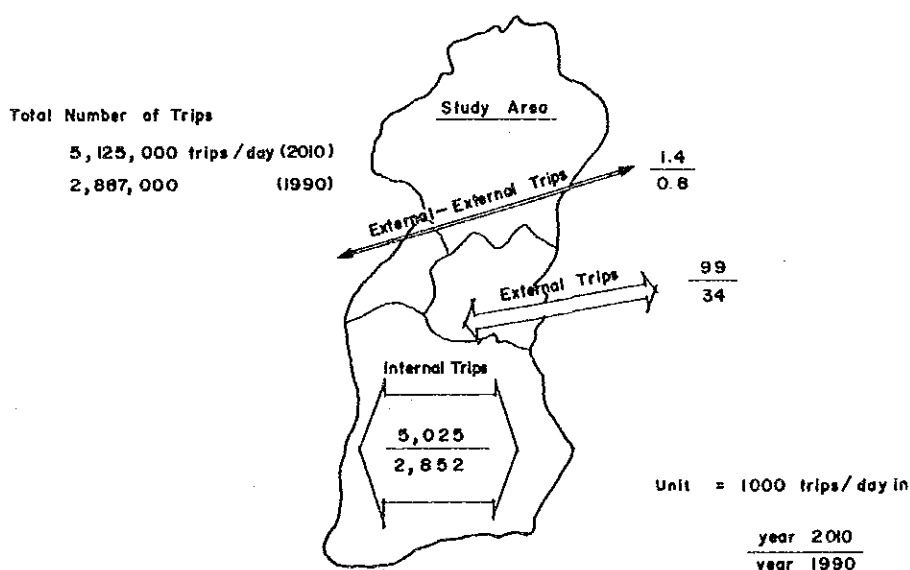 Total Number of Trips
5,125,000 trips/day (2010)
2,887,000 (1990)
Study Area
External-External Trips
1.4
0.8
External Trips
99
34
Internal Trips
5,025
2,852
Unit = 1000 trips/day in
year 2010
year 1990